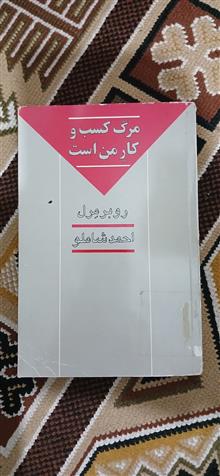 مرگ کسب و
کار من است
روبر مرل
احمد شاملو